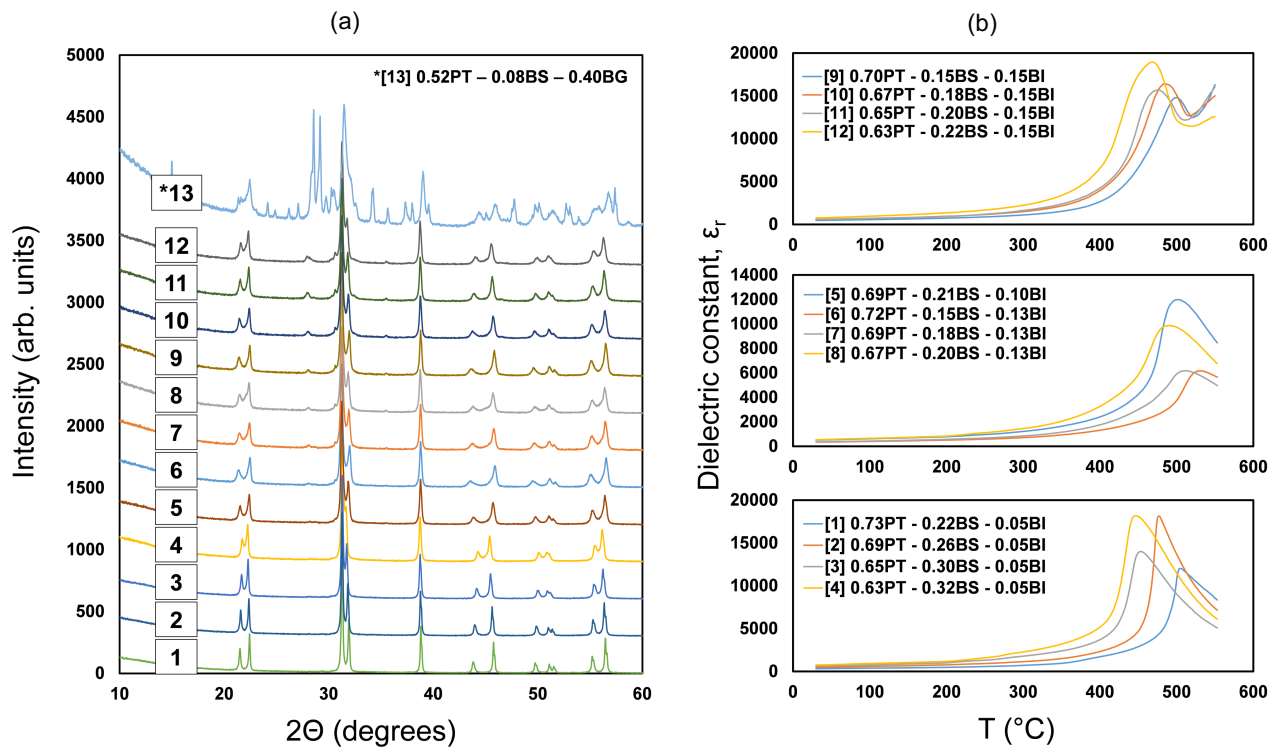 (a)
Intensity (arb. units)
5000
4500
4000
3500
3000
2500
2000
1500
1000
500
0
*[13] 0.52PT – 0.08BS – 0.40BG
*13
12
11
10
9
8
7
6
5
4
3
2
1
10 20 30 40 50 60
2Θ (degrees)
(b)
Dielectric constant, εr
20000
15000
10000
5000
0
[9] 0.70PT - 0.15BS - 0.15BI
[10] 0.67PT - 0.18BS - 0.15BI
[11] 0.65PT - 0.20BS - 0.15BI
[12] 0.63PT - 0.22BS - 0.15BI
0 100 200 300 400 500 600
14000
12000
10000
8000
6000
4000
2000
0
[5] 0.69PT - 0.21BS - 0.10BI
[6] 0.72PT - 0.15BS - 0.13BI
[7] 0.69PT - 0.18BS - 0.13BI
[8] 0.67PT - 0.20BS - 0.13BI
0 100 200 300 400 500 600
20000
15000
10000
5000
0
[1] 0.73PT - 0.22BS - 0.05BI
[2] 0.69PT - 0.26BS - 0.05BI
[3] 0.65PT - 0.30BS - 0.05BI
[4] 0.63PT - 0.32BS - 0.05BI
0 100 200 300 400 500 600
T (°C)